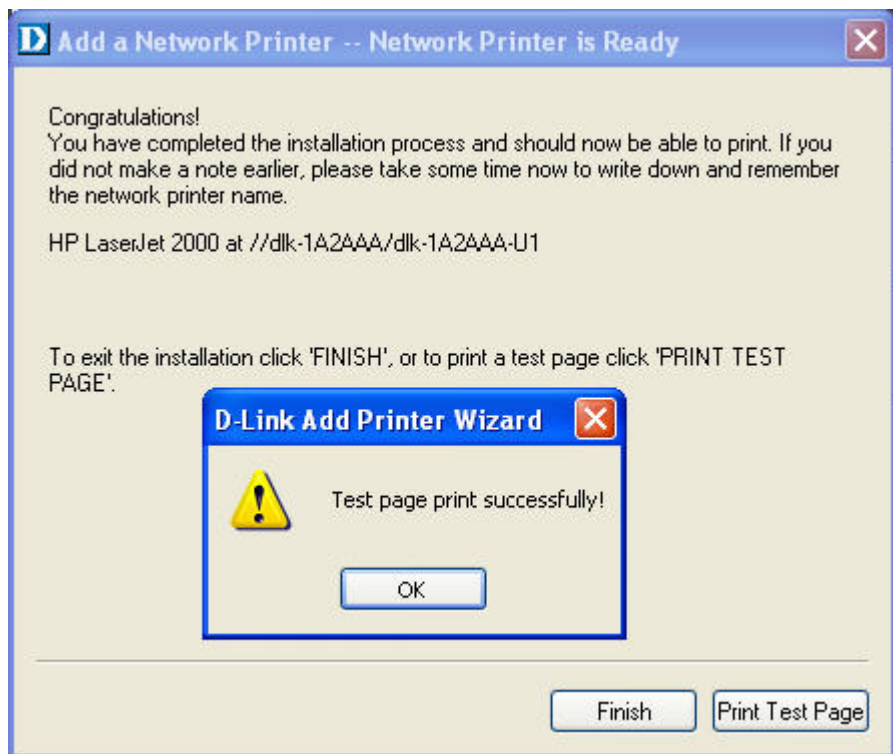 D Add a Network Printer -- Network Printer is Ready
Congratulations!
You have completed the installation process and should now be able to print. If you
did not make a note earlier, please take some time now to write down and remember
the network printer name.
HP LaserJet 2000 at //dlk-1A2AAA/dlk-1A2AAA-U1
To exit the installation click 'FINISH', or to print a test page click 'PRINT TEST
PAGE'.
D-Link Add Printer Wizard
Test page print successfully!
OK
Finish
Print Test Page